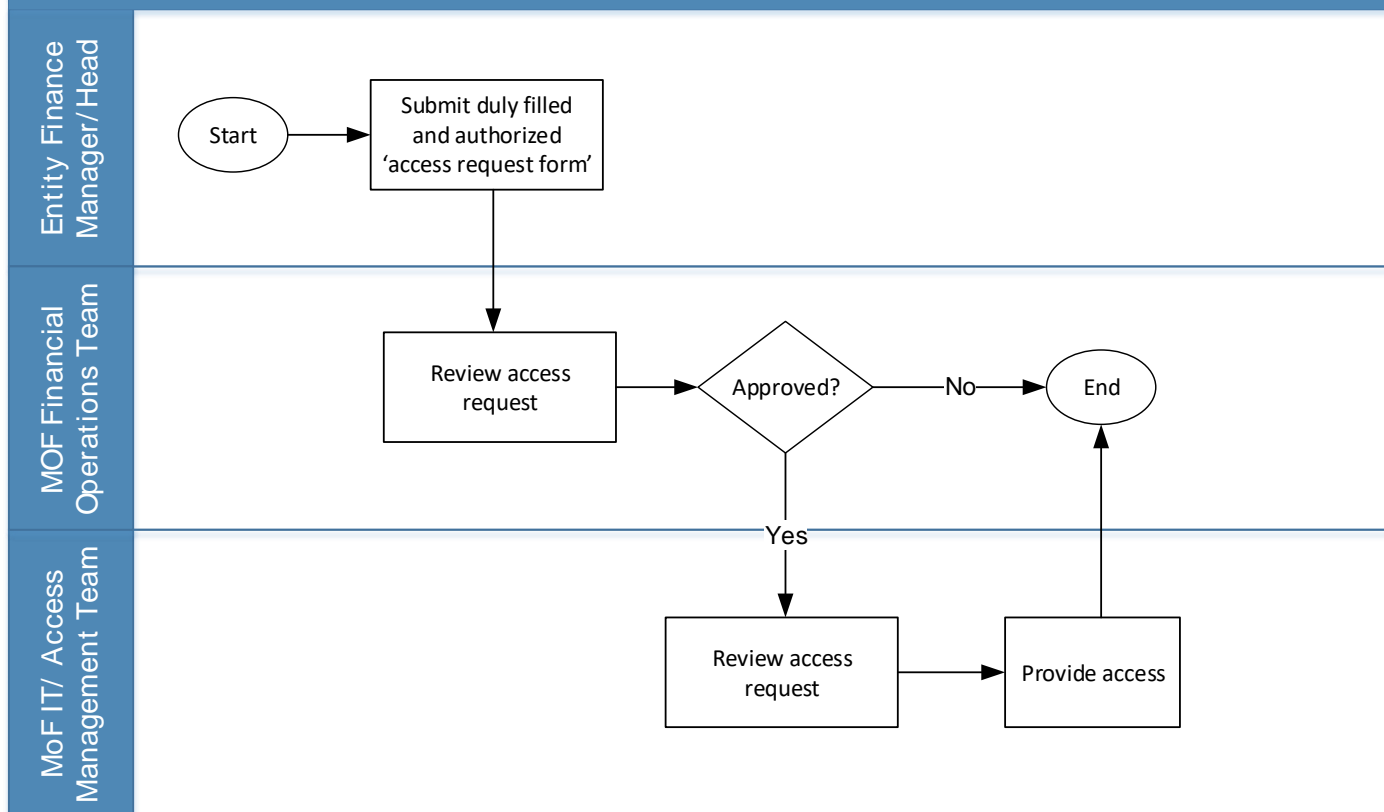 Entity Finance
Manager/Head
Start
Submit duly filled
and authorized
‘access request form’
MOF Financial
Operations Team
Review access
request
Approved?
No
End
Yes
MoF IT/ Access
Management Team
Review access
request
Provide access